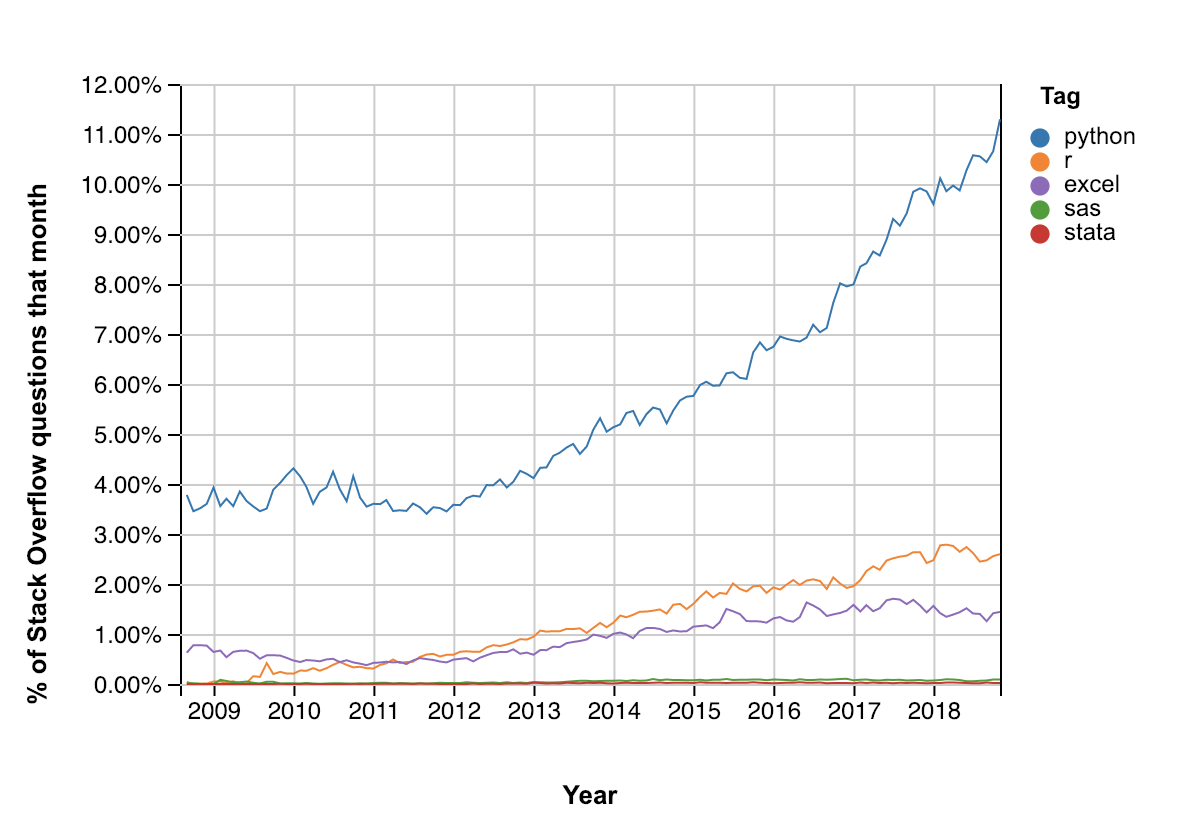 12.00%
11.00%
10.00%
9.00%
8.00%
7.00%
6.00%
5.00%
4.00%
3.00%
2.00%
1.00%
0.00%
% of Stack Overflow questions that month
2009 2010 2011 2012 2013 2014 2015 2016 2017 2018
Year
Tag
python
r
excel
sas
stata